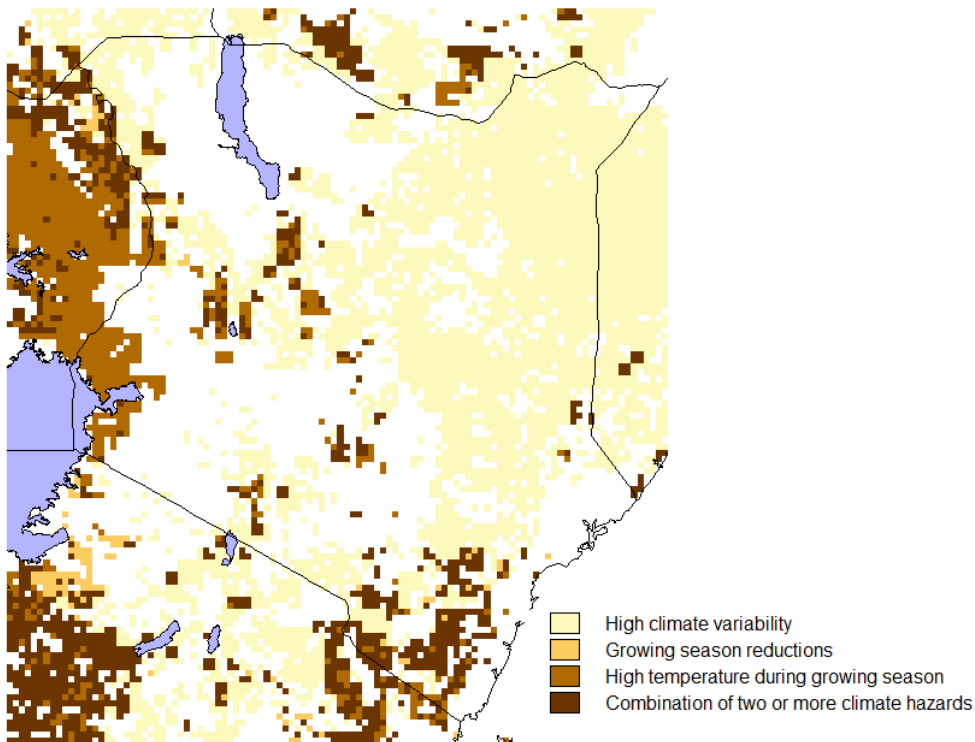 High climate variability
Growing season reductions
High temperature during growing season
Combination of two or more climate hazards